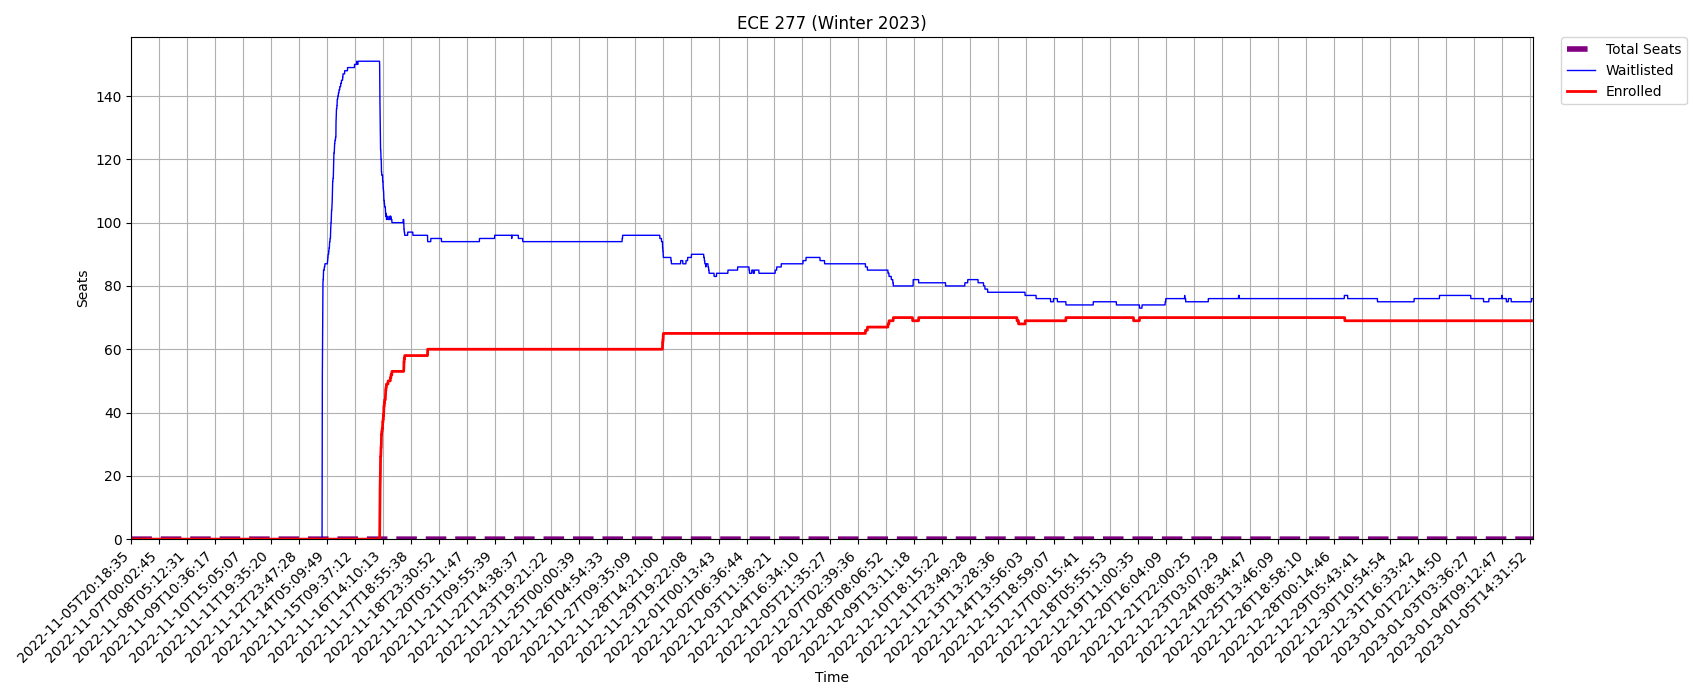 ECE 277 (Winter 2023)
Total Seats
Waitlisted
Enrolled
Seats
140
120
100
80
60
40
20
0
2022-11-05T20:18:35
2022-11-07T00:02:45
2022-11-08T05:12:31
2022-11-09T10:36:17
2022-11-10T15:05:07
2022-11-11T19:35:20
2022-11-12T23:47:28
2022-11-14T05:09:49
2022-11-15T09:37:12
2022-11-16T14:10:13
2022-11-17T18:55:38
2022-11-18T23:30:52
2022-11-20T05:11:47
2022-11-21T09:55:39
2022-11-22T14:38:37
2022-11-23T19:21:22
2022-11-25T00:00:39
2022-11-26T04:54:33
2022-11-27T09:35:09
2022-11-28T14:21:00
2022-11-29T19:22:08
2022-12-01T00:13:43
2022-12-02T06:36:44
2022-12-03T11:38:21
2022-12-04T16:34:10
2022-12-05T21:35:27
2022-12-07T02:39:36
2022-12-08T08:06:52
2022-12-09T13:11:18
2022-12-10T18:15:22
2022-12-11T23:49:28
2022-12-13T13:28:36
2022-12-14T13:56:03
2022-12-15T18:59:07
2022-12-17T00:15:41
2022-12-18T05:55:53
2022-12-19T11:00:35
2022-12-20T16:04:09
2022-12-21T22:00:25
2022-12-23T03:07:29
2022-12-24T08:34:47
2022-12-25T13:46:09
2022-12-26T18:58:10
2022-12-28T00:14:46
2022-12-29T05:43:41
2022-12-30T10:54:54
2022-12-31T16:33:42
2023-01-01T22:14:50
2023-01-03T03:36:27
2023-01-04T09:12:47
2023-01-05T14:31:52
Time